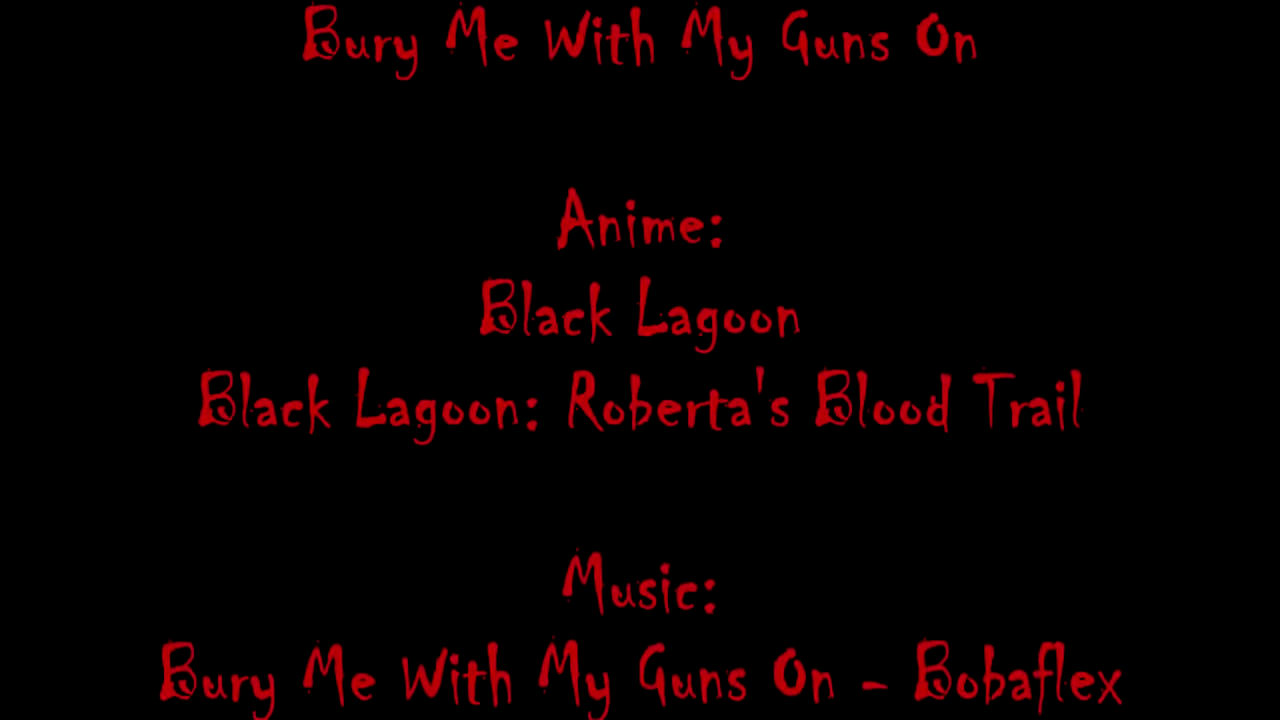 Bury Me With My Guns On
Anime:
Black Lagoon
Black Lagoon: Roberta's Blood Trail
Music:
Bury Me With My Guns On - Bobaflex